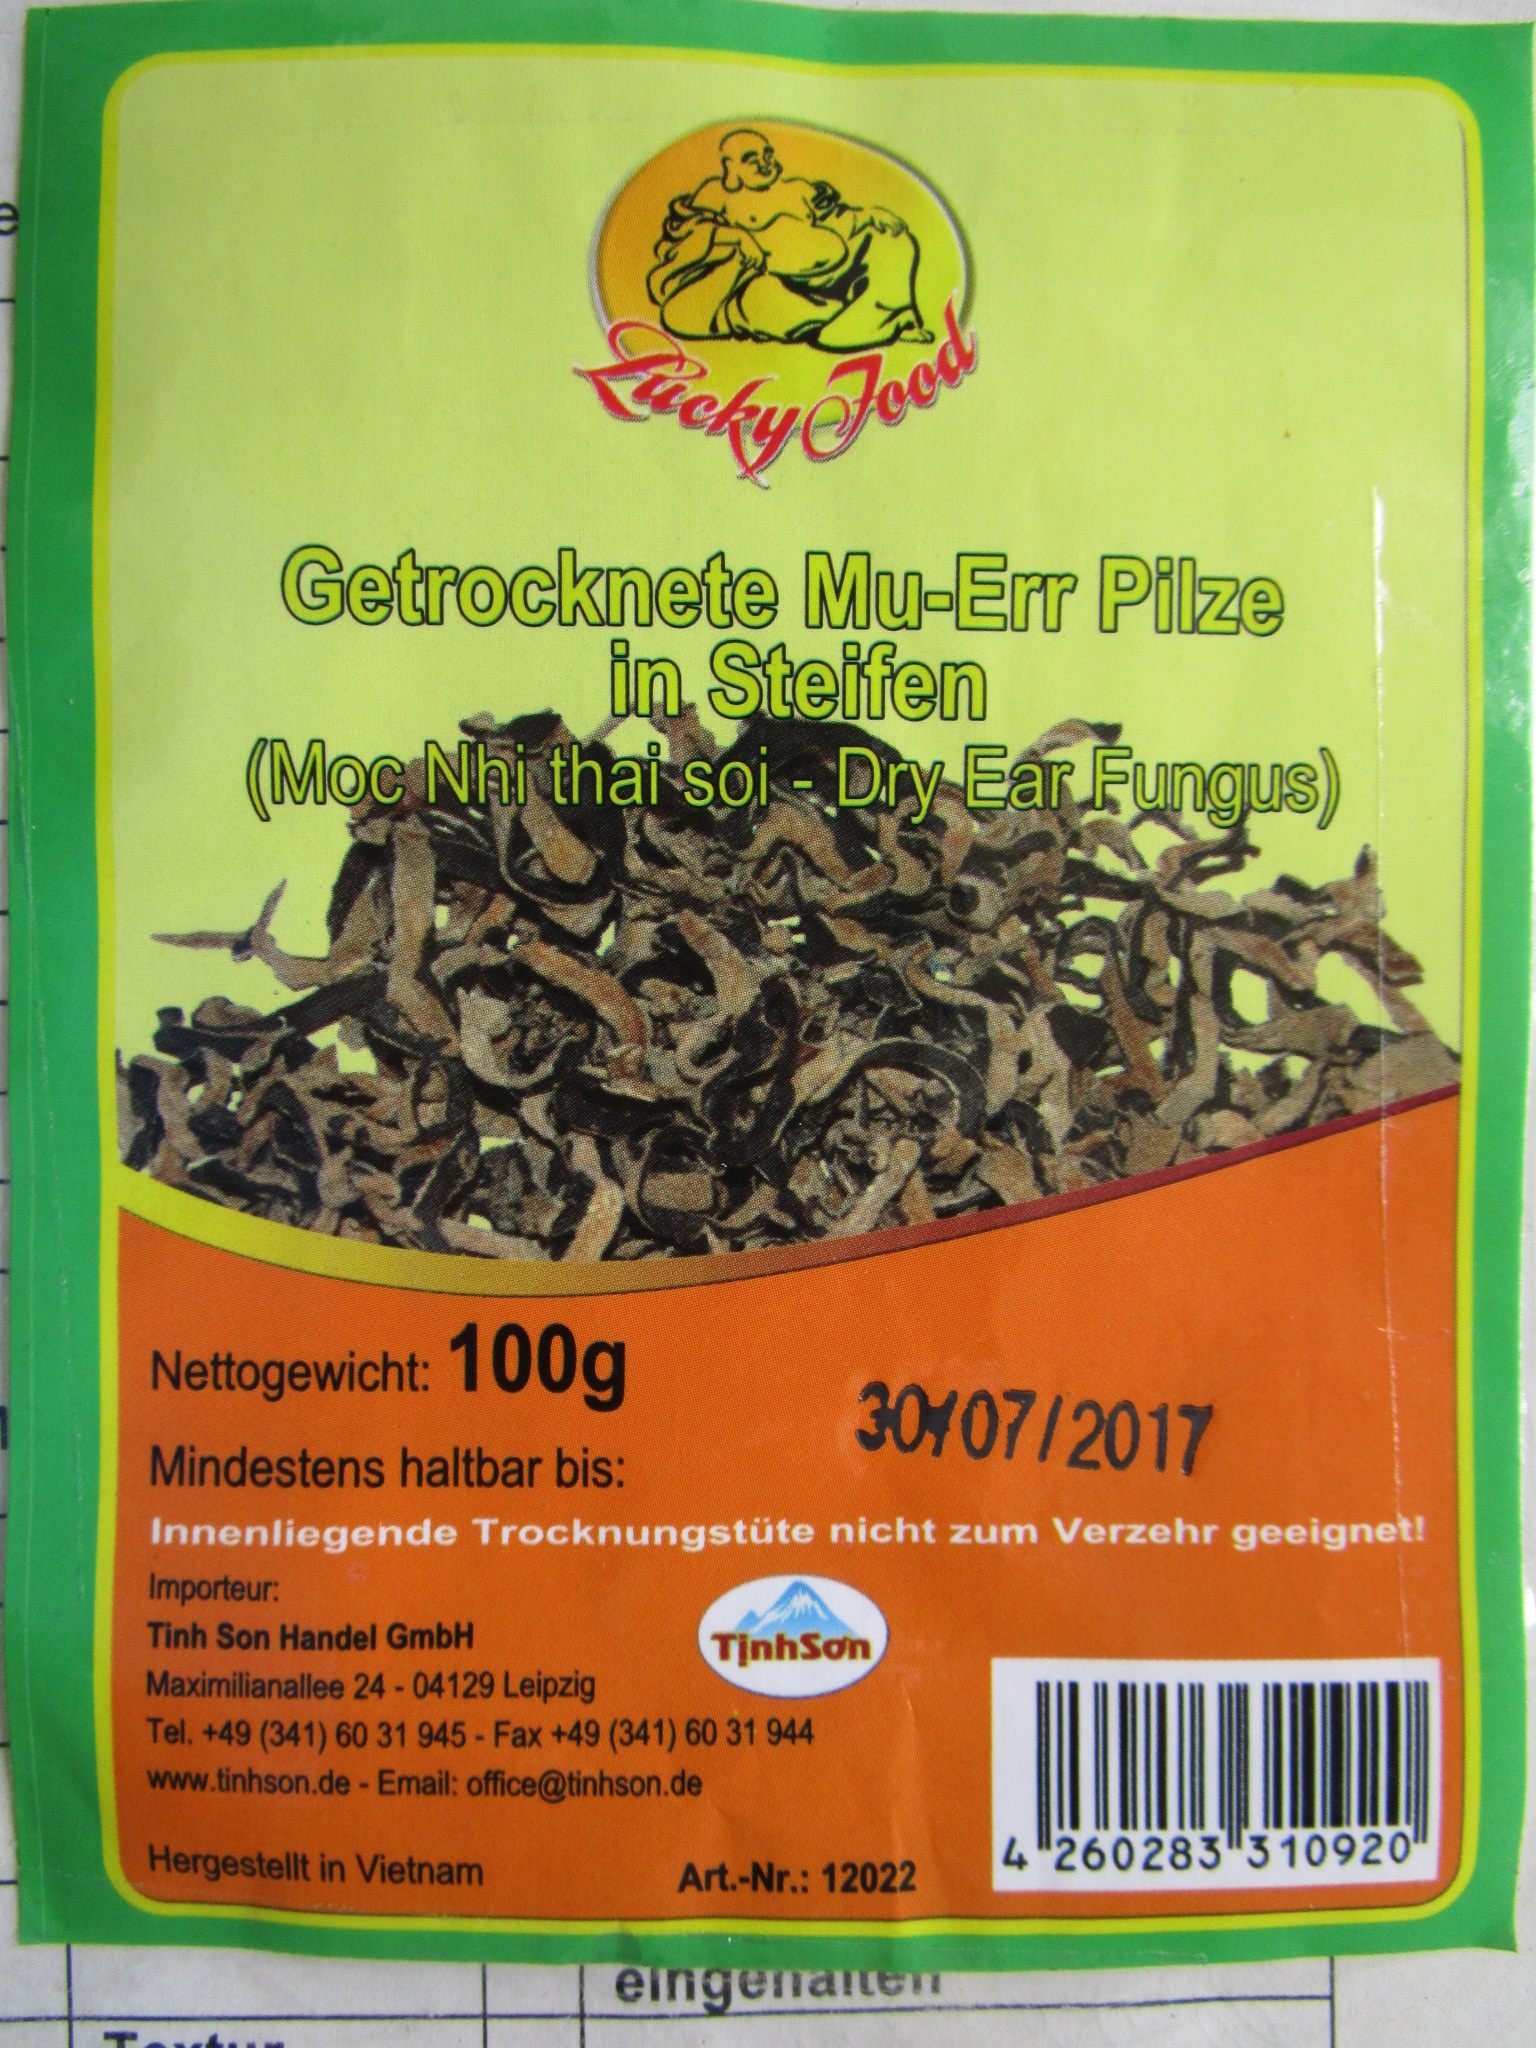 Lucky Food
Getrocknete Mu-Err Pilze
in Steifen
(Moc Nhi thai soi - Dry Ear Fungus)
Nettogewicht: 100g
30/07/2017
Mindestens haltbar bis:
Innenliegende Trocknungstüte nicht zum Verzehr geeignet!
Importeur:
Tinh Son Handel GmbH
TịnhSơn
Maximilianallee 24 - 04129 Leipzig
Tel. +49 (341) 60 31 945 - Fax +49 (341) 60 31 944
www.tinhson.de - Email: office@tinhson.de
Hergestellt in Vietnam
Art.-Nr.: 12022
4 260283 310920
eingehalten
Textur